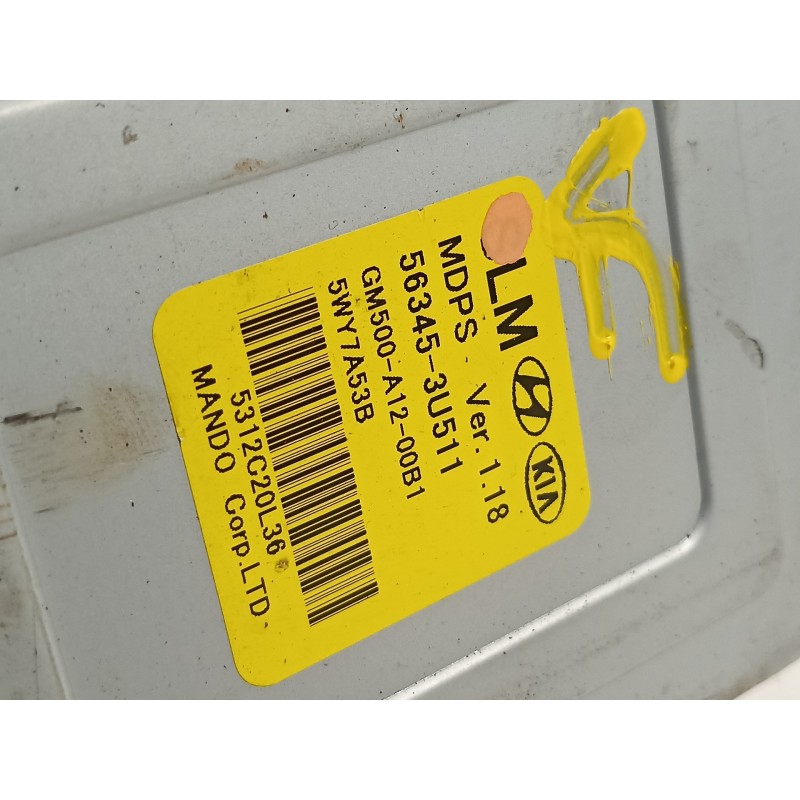 LM KIA
MDPS Ver.1.18
56345-3U511
GM500-A12-00B1
5WY7A53B
5312C20L36
MANDO Corp.LTD.